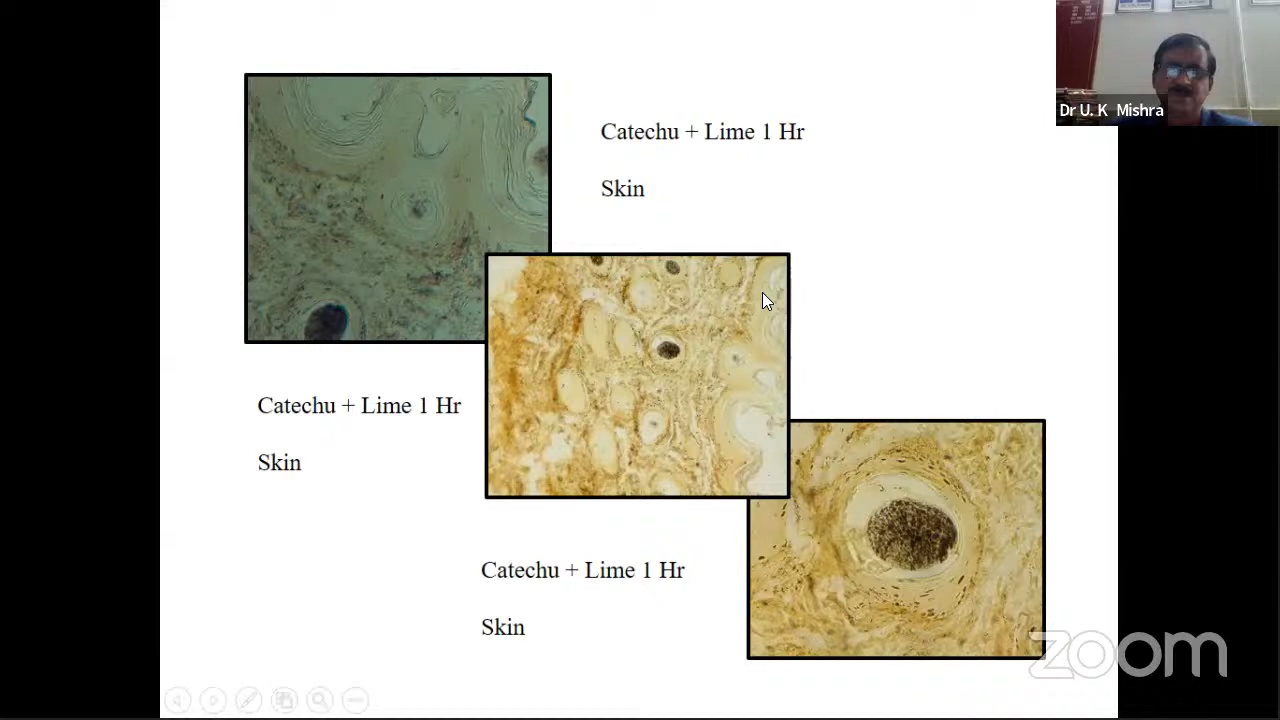 Catechu + Lime 1 Hr
Skin
Catechu + Lime 1 Hr
Skin
Catechu + Lime 1 Hr
Skin
Dr U. K Mishra
zoom